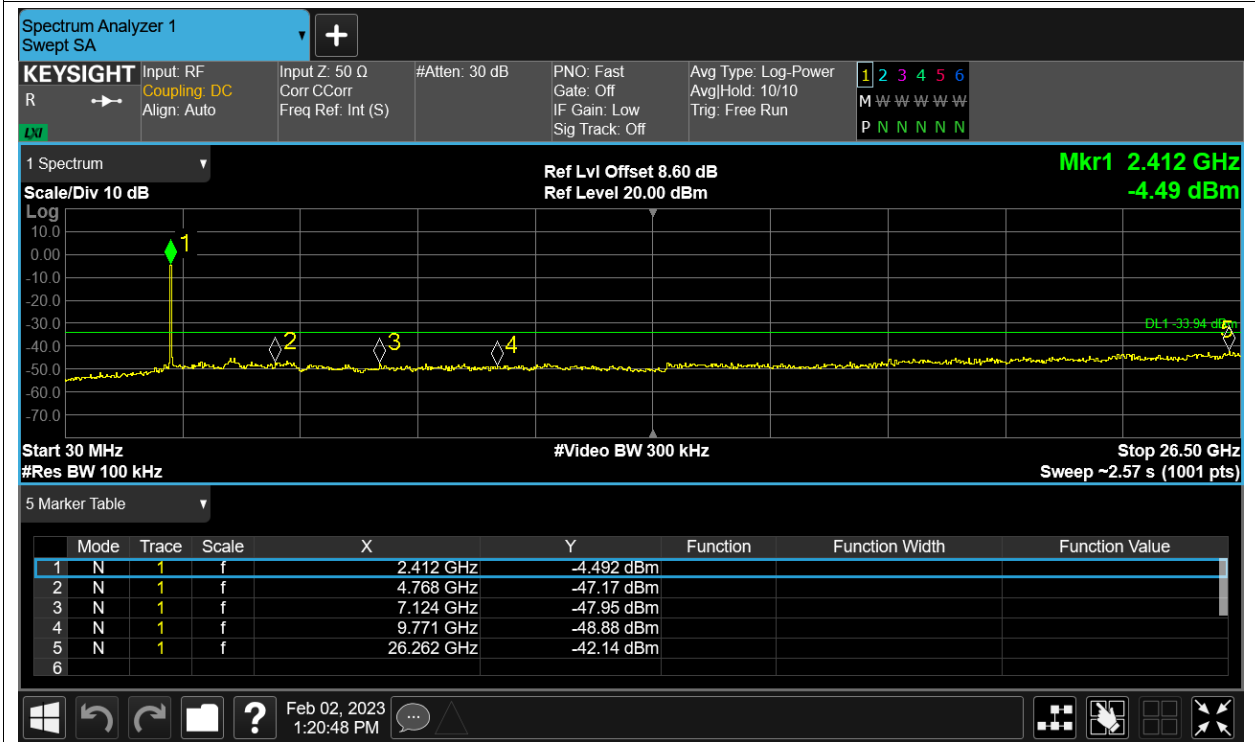 Spectrum Analyzer 1
Swept SA
+
KEYSIGHT
R
LXI
Input: RF
Coupling: DC
Align: Auto
Input Z: 50 Ω
Corr CCorr
Freq Ref: Int (S)
#Atten: 30 dB
PNO: Fast
Gate: Off
IF Gain: Low
Sig Track: Off
Avg Type: Log-Power
Avg|Hold: 10/10
Trig: Free Run
1 2 3 4 5 6
M W W W W W
P N N N N N
1 Spectrum
Scale/Div 10 dB
Ref Lvl Offset 8.60 dB
Ref Level 20.00 dBm
Mkr1 2.412 GHz
-4.49 dBm
Log
10.0
0.00
-10.0
-20.0
-30.0
-40.0
-50.0
-60.0
-70.0
1
2
3
4
5
DL1 -33.94 dBm
Start 30 MHz
#Video BW 300 kHz
Stop 26.50 GHz
#Res BW 100 kHz
Sweep ~2.57 s (1001 pts)
5 Marker Table
Mode Trace Scale X Y Function Function Width Function Value
1 N 1 f 2.412 GHz -4.492 dBm
2 N 1 f 4.768 GHz -47.17 dBm
3 N 1 f 7.124 GHz -47.95 dBm
4 N 1 f 9.771 GHz -48.88 dBm
5 N 1 f 26.262 GHz -42.14 dBm
6
?
Feb 02, 2023
1:20:48 PM